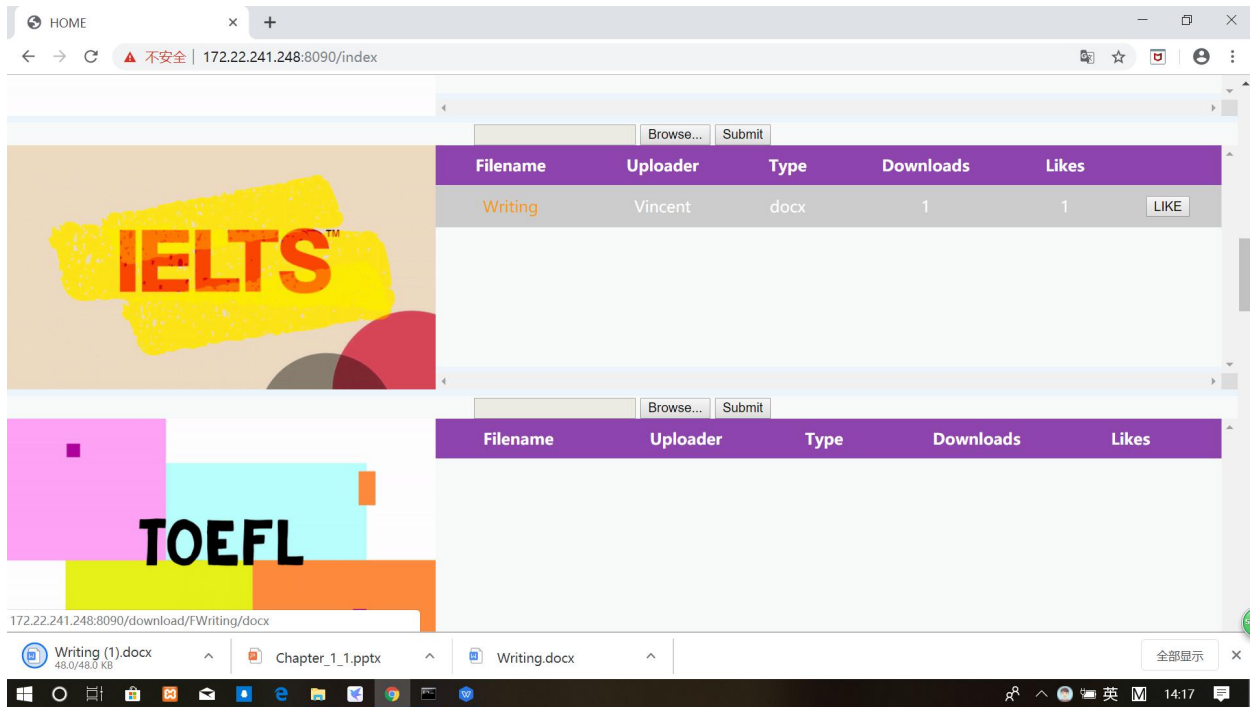 HOME
不安全 | 172.22.241.248:8090/index
Browse... Submit
Filename Uploader Type Downloads Likes
Writing Vincent docx 1 1 LIKE
IELTS™
Browse... Submit
Filename Uploader Type Downloads Likes
TOEFL
172.22.241.248:8090/download/FWriting/docx
Writing (1).docx
48.0/48.0 KB
Chapter_1_1.pptx
Writing.docx
全部显示
英 M 14:17